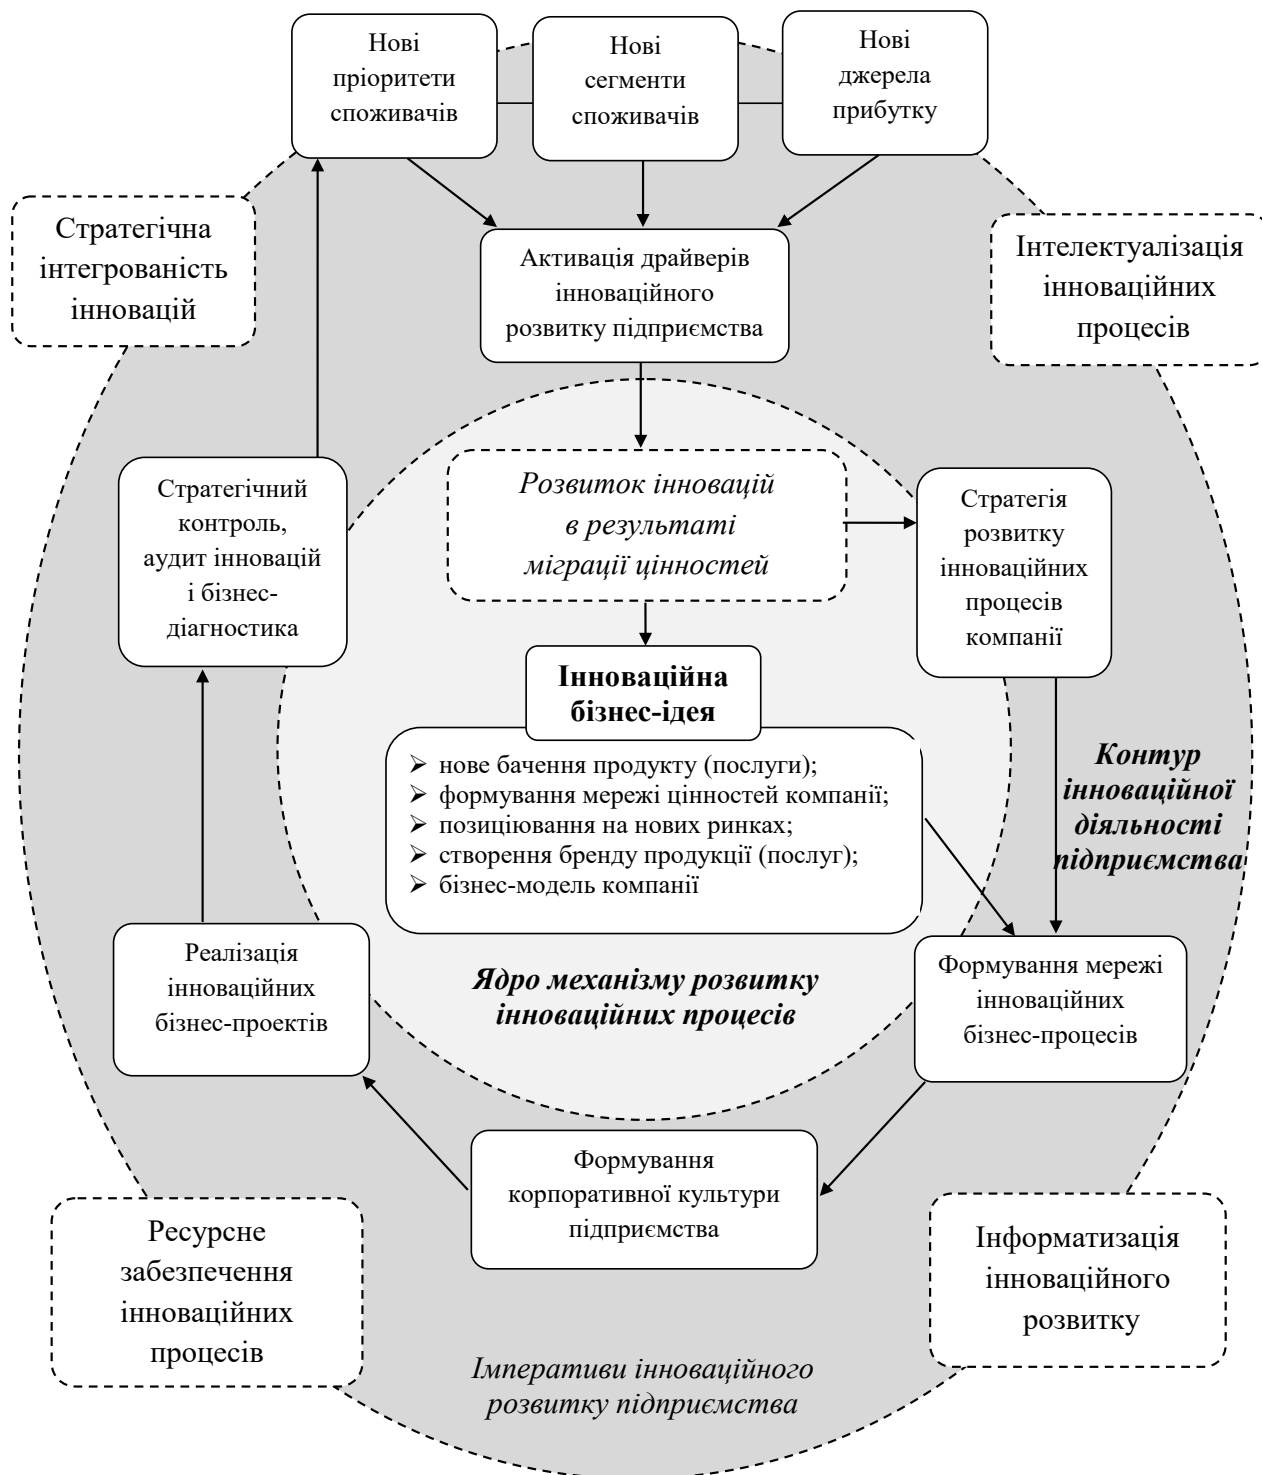 Нові
пріоритети
споживачів
Нові
сегменти
споживачів
Нові
джерела
прибутку
Стратегічна
інтегрованість
інновацій
Активація драйверів
інноваційного
розвитку підприємства
Інтелектуалізація
інноваційних
процесів
Стратегічний
контроль,
аудит інновацій
і бізнес-
діагностика
Розвиток інновацій
в результаті
міграції цінностей
Стратегія
розвитку
інноваційних
процесів
компанії
Інноваційна
бізнес-ідея
➢ нове бачення продукту (послуги);
➢ формування мережі цінностей компанії;
➢ позиціювання на нових ринках;
➢ створення бренду продукції (послуг);
➢ бізнес-модель компанії
Контур
інноваційної
діяльності
підприємства
Реалізація
інноваційних
бізнес-проектів
Ядро механізму розвитку
інноваційних процесів
Формування мережі
інноваційних
бізнес-процесів
Формування
корпоративної культури
підприємства
Ресурсне
забезпечення
інноваційних
процесів
Інформатизація
інноваційного
розвитку
Імперативи інноваційного
розвитку підприємства